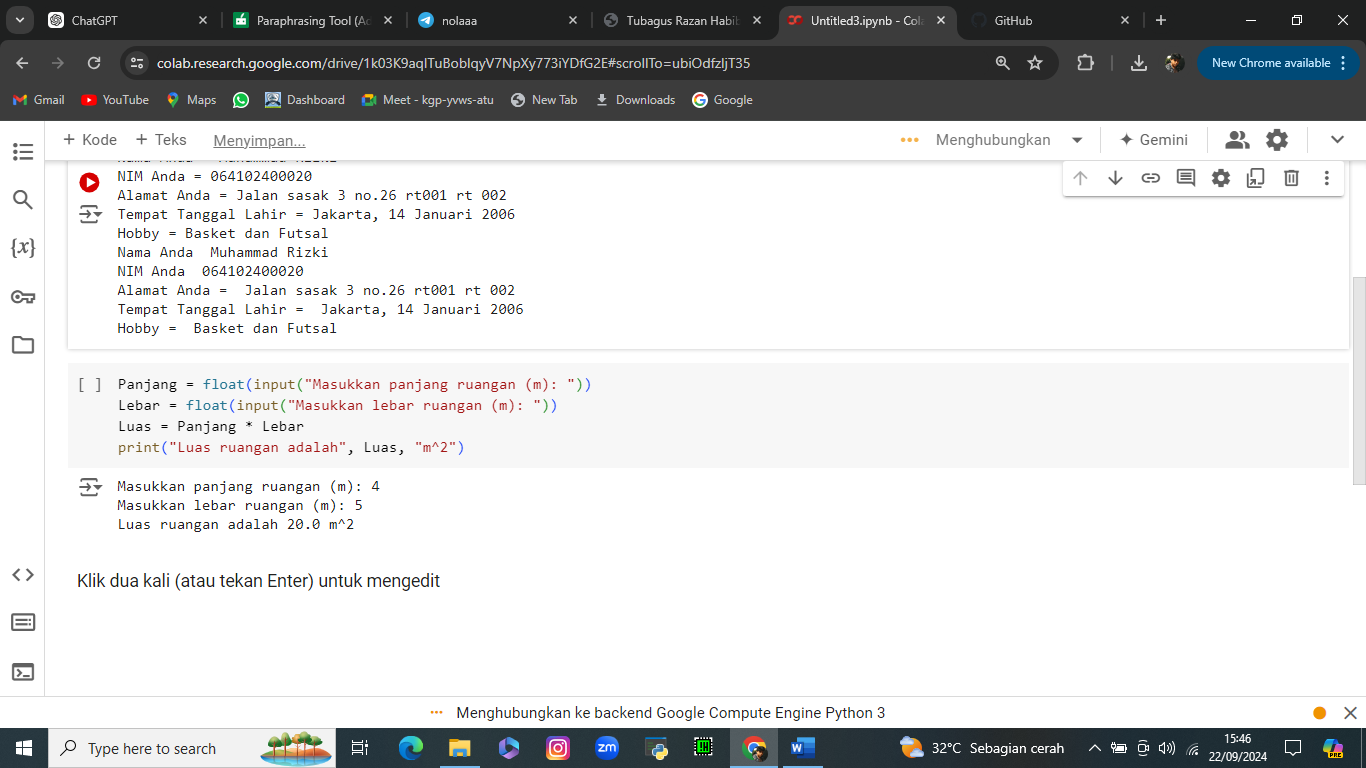 ChatGPT
Paraphrasing Tool (Ad
nolaaa
Tubagus Razan Habib
Untitled3.ipynb - Col
GitHub
colab.research.google.com/drive/1k03K9aqITuBoblqyV7NpXy773iYDfG2E#scrollTo=ubiOdfzljT35
New Chrome available
Gmail
YouTube
Maps
Dashboard
Meet - kgp-yvws-atu
New Tab
Downloads
Google
+ Kode
+ Teks
Menyimpan...
Menghubungkan
Gemini
NIM Anda = 064102400020
Alamat Anda = Jalan sasak 3 no.26 rt001 rt 002
Tempat Tanggal Lahir = Jakarta, 14 Januari 2006
Hobby = Basket dan Futsal
Nama Anda  Muhammad Rizki
NIM Anda  064102400020
Alamat Anda =  Jalan sasak 3 no.26 rt001 rt 002
Tempat Tanggal Lahir =  Jakarta, 14 Januari 2006
Hobby =  Basket dan Futsal
[ ] Panjang = float(input("Masukkan panjang ruangan (m): "))
Lebar = float(input("Masukkan lebar ruangan (m): "))
Luas = Panjang * Lebar
print("Luas ruangan adalah", Luas, "m^2")
Masukkan panjang ruangan (m): 4
Masukkan lebar ruangan (m): 5
Luas ruangan adalah 20.0 m^2
Klik dua kali (atau tekan Enter) untuk mengedit
Menghubungkan ke backend Google Compute Engine Python 3
Type here to search
zm
32°C Sebagian cerah
15:46
22/09/2024
PRE